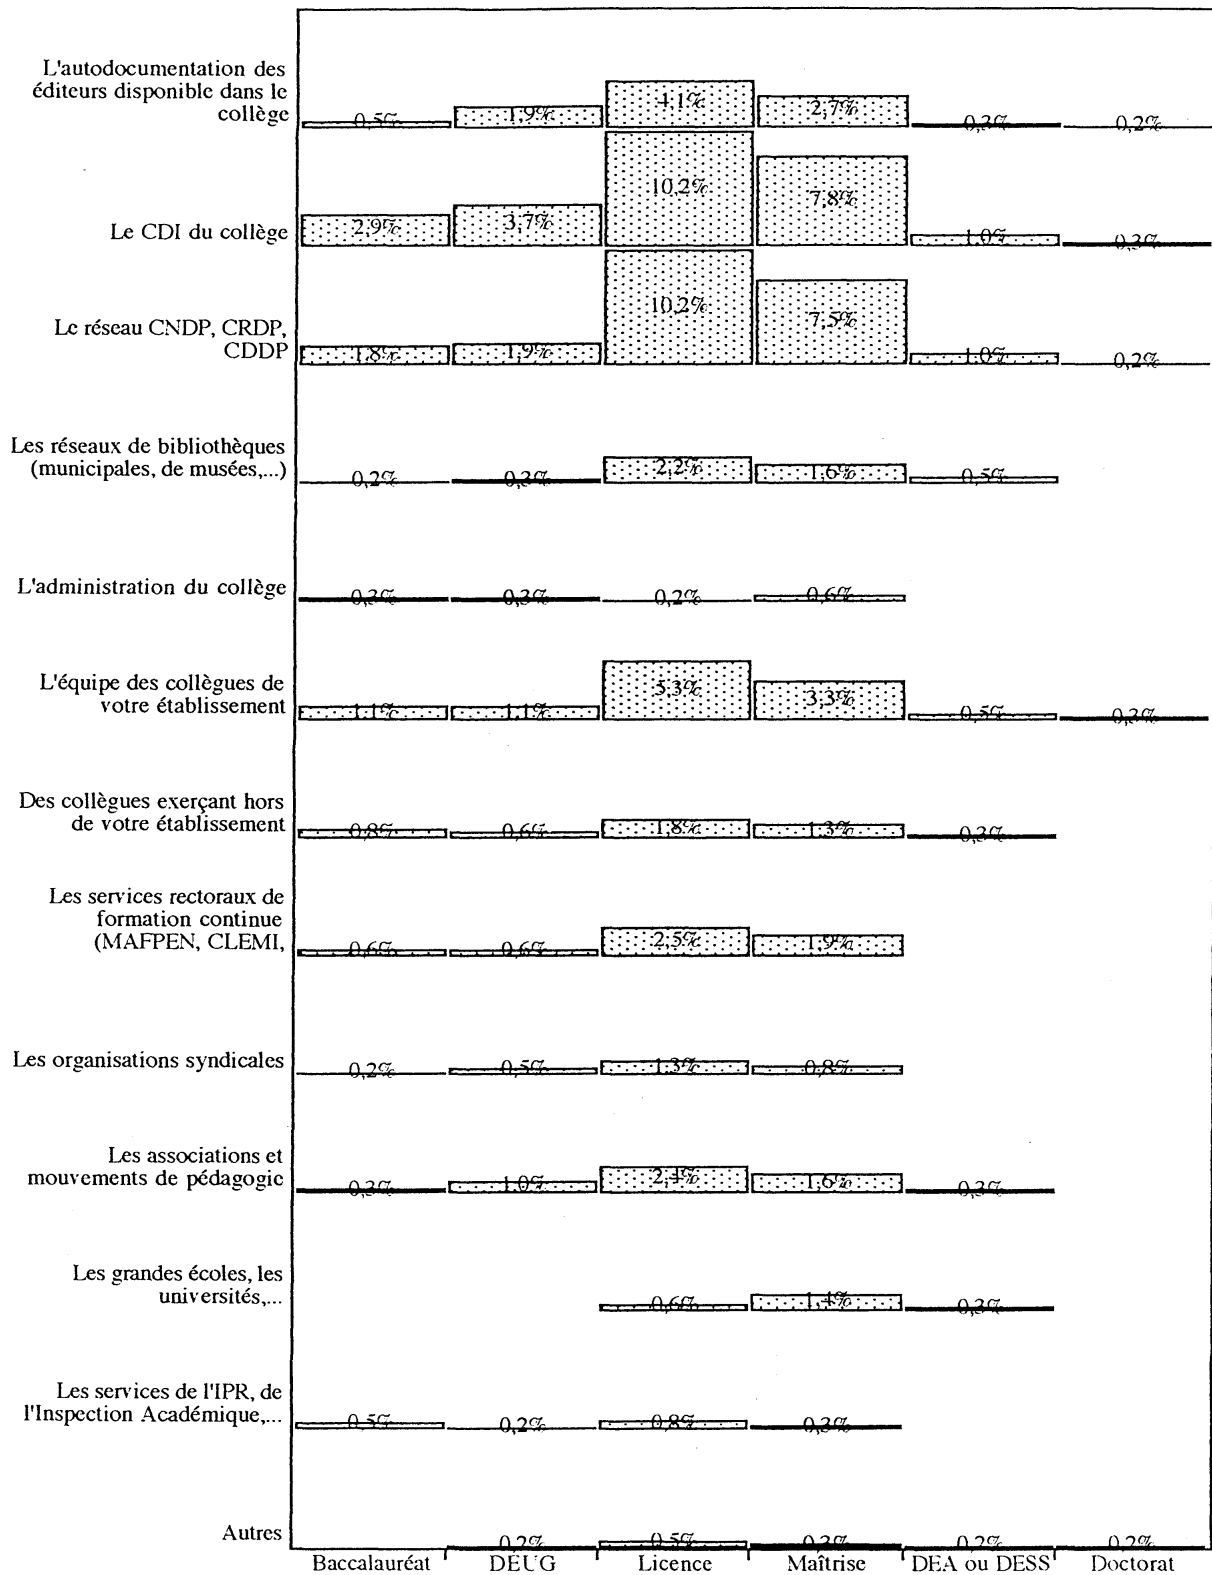 L'autodocumentation des
éditeurs disponible dans le
collège
0,5% 1,9% 4,1% 2,7% 0,3% 0,2%
Le CDI du collège
2,9% 3,7% 10,2% 7,8% 1,0% 0,3%
Le réseau CNDP, CRDP,
CDDP
1,8% 1,9% 10,2% 7,5% 1,0% 0,2%
Les réseaux de bibliothèques
(municipales, de musées,...)
0,2% 0,3% 2,2% 1,6% 0,5%
L'administration du collège
0,3% 0,3% 0,2% 0,6%
L'équipe des collègues de
votre établissement
1,1% 1,1% 5,3% 3,3% 0,5% 0,3%
Des collègues exerçant hors
de votre établissement
0,8% 0,6% 1,8% 1,3% 0,3%
Les services rectoraux de
formation continue
(MAFPEN, CLEMI,
0,6% 0,6% 2,5% 1,9%
Les organisations syndicales
0,2% 0,5% 1,3% 0,8%
Les associations et
mouvements de pédagogie
0,3% 1,0% 2,4% 1,6% 0,3%
Les grandes écoles, les
universités,...
0,6% 1,4% 0,3%
Les services de l'IPR, de
l'Inspection Académique,...
0,5% 0,2% 0,8% 0,3%
Autres
0,2% 0,5% 0,3% 0,2% 0,2%
Baccalauréat DEUG Licence Maîtrise DEA ou DESS Doctorat